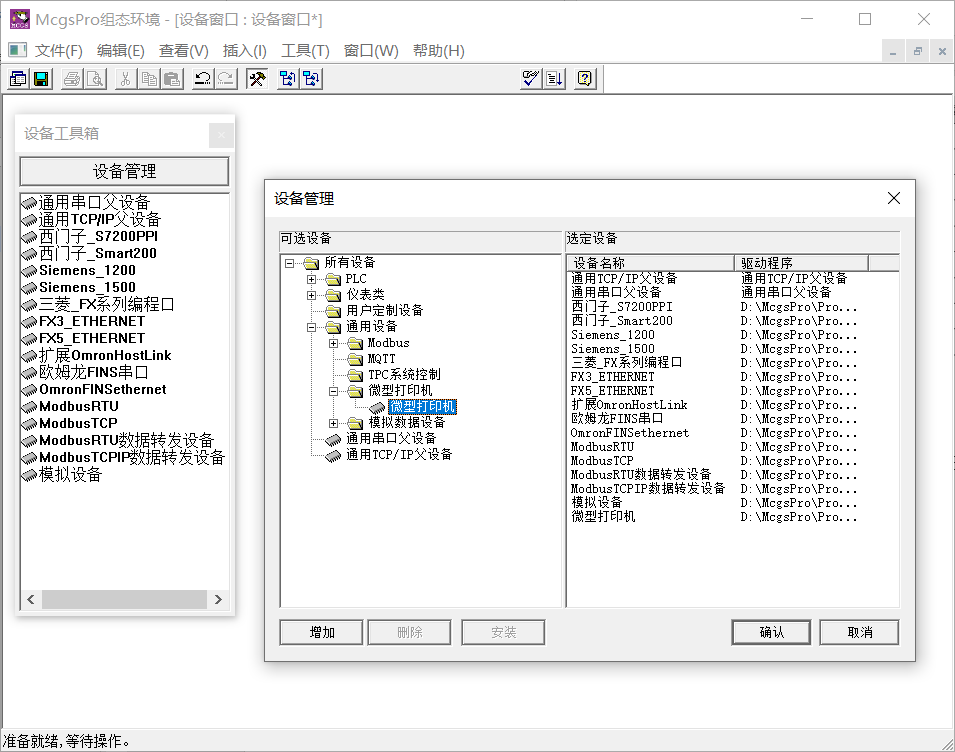 McgsPro组态环境 - [设备窗口 : 设备窗口*]
文件(F) 编辑(E) 查看(V) 插入(I) 工具(T) 窗口(W) 帮助(H)
设备工具箱
设备管理
通用串口父设备
通用TCP/IP父设备
西门子_S7200PPI
西门子_Smart200
Siemens_1200
Siemens_1500
三菱_FX系列编程口
FX3_ETHERNET
FX5_ETHERNET
扩展OmronHostLink
欧姆龙FINS串口
OmronFINSethernet
ModbusRTU
ModbusTCP
ModbusRTU数据转发设备
ModbusTCPIP数据转发设备
模拟设备
设备管理
可选设备
所有设备
PLC
仪表类
用户定制设备
通用设备
Modbus
MQTT
TPC系统控制
微型打印机
微型打印机
模拟数据设备
通用串口父设备
通用TCP/IP父设备
选定设备
设备名称 驱动程序
通用TCP/IP父设备 通用TCP/IP父设备
通用串口父设备 通用串口父设备
西门子_S7200PPI D:\McgsPro\Pro...
西门子_Smart200 D:\McgsPro\Pro...
Siemens_1200 D:\McgsPro\Pro...
Siemens_1500 D:\McgsPro\Pro...
三菱_FX系列编程口 D:\McgsPro\Pro...
FX3_ETHERNET D:\McgsPro\Pro...
FX5_ETHERNET D:\McgsPro\Pro...
扩展OmronHostLink D:\McgsPro\Pro...
欧姆龙FINS串口 D:\McgsPro\Pro...
OmronFINSethernet D:\McgsPro\Pro...
ModbusRTU D:\McgsPro\Pro...
ModbusTCP D:\McgsPro\Pro...
ModbusRTU数据转发设备 D:\McgsPro\Pro...
ModbusTCPIP数据转发设备 D:\McgsPro\Pro...
模拟设备 D:\McgsPro\Pro...
微型打印机 D:\McgsPro\Pro...
增加 删除 安装 确认 取消
准备就绪,等待操作。